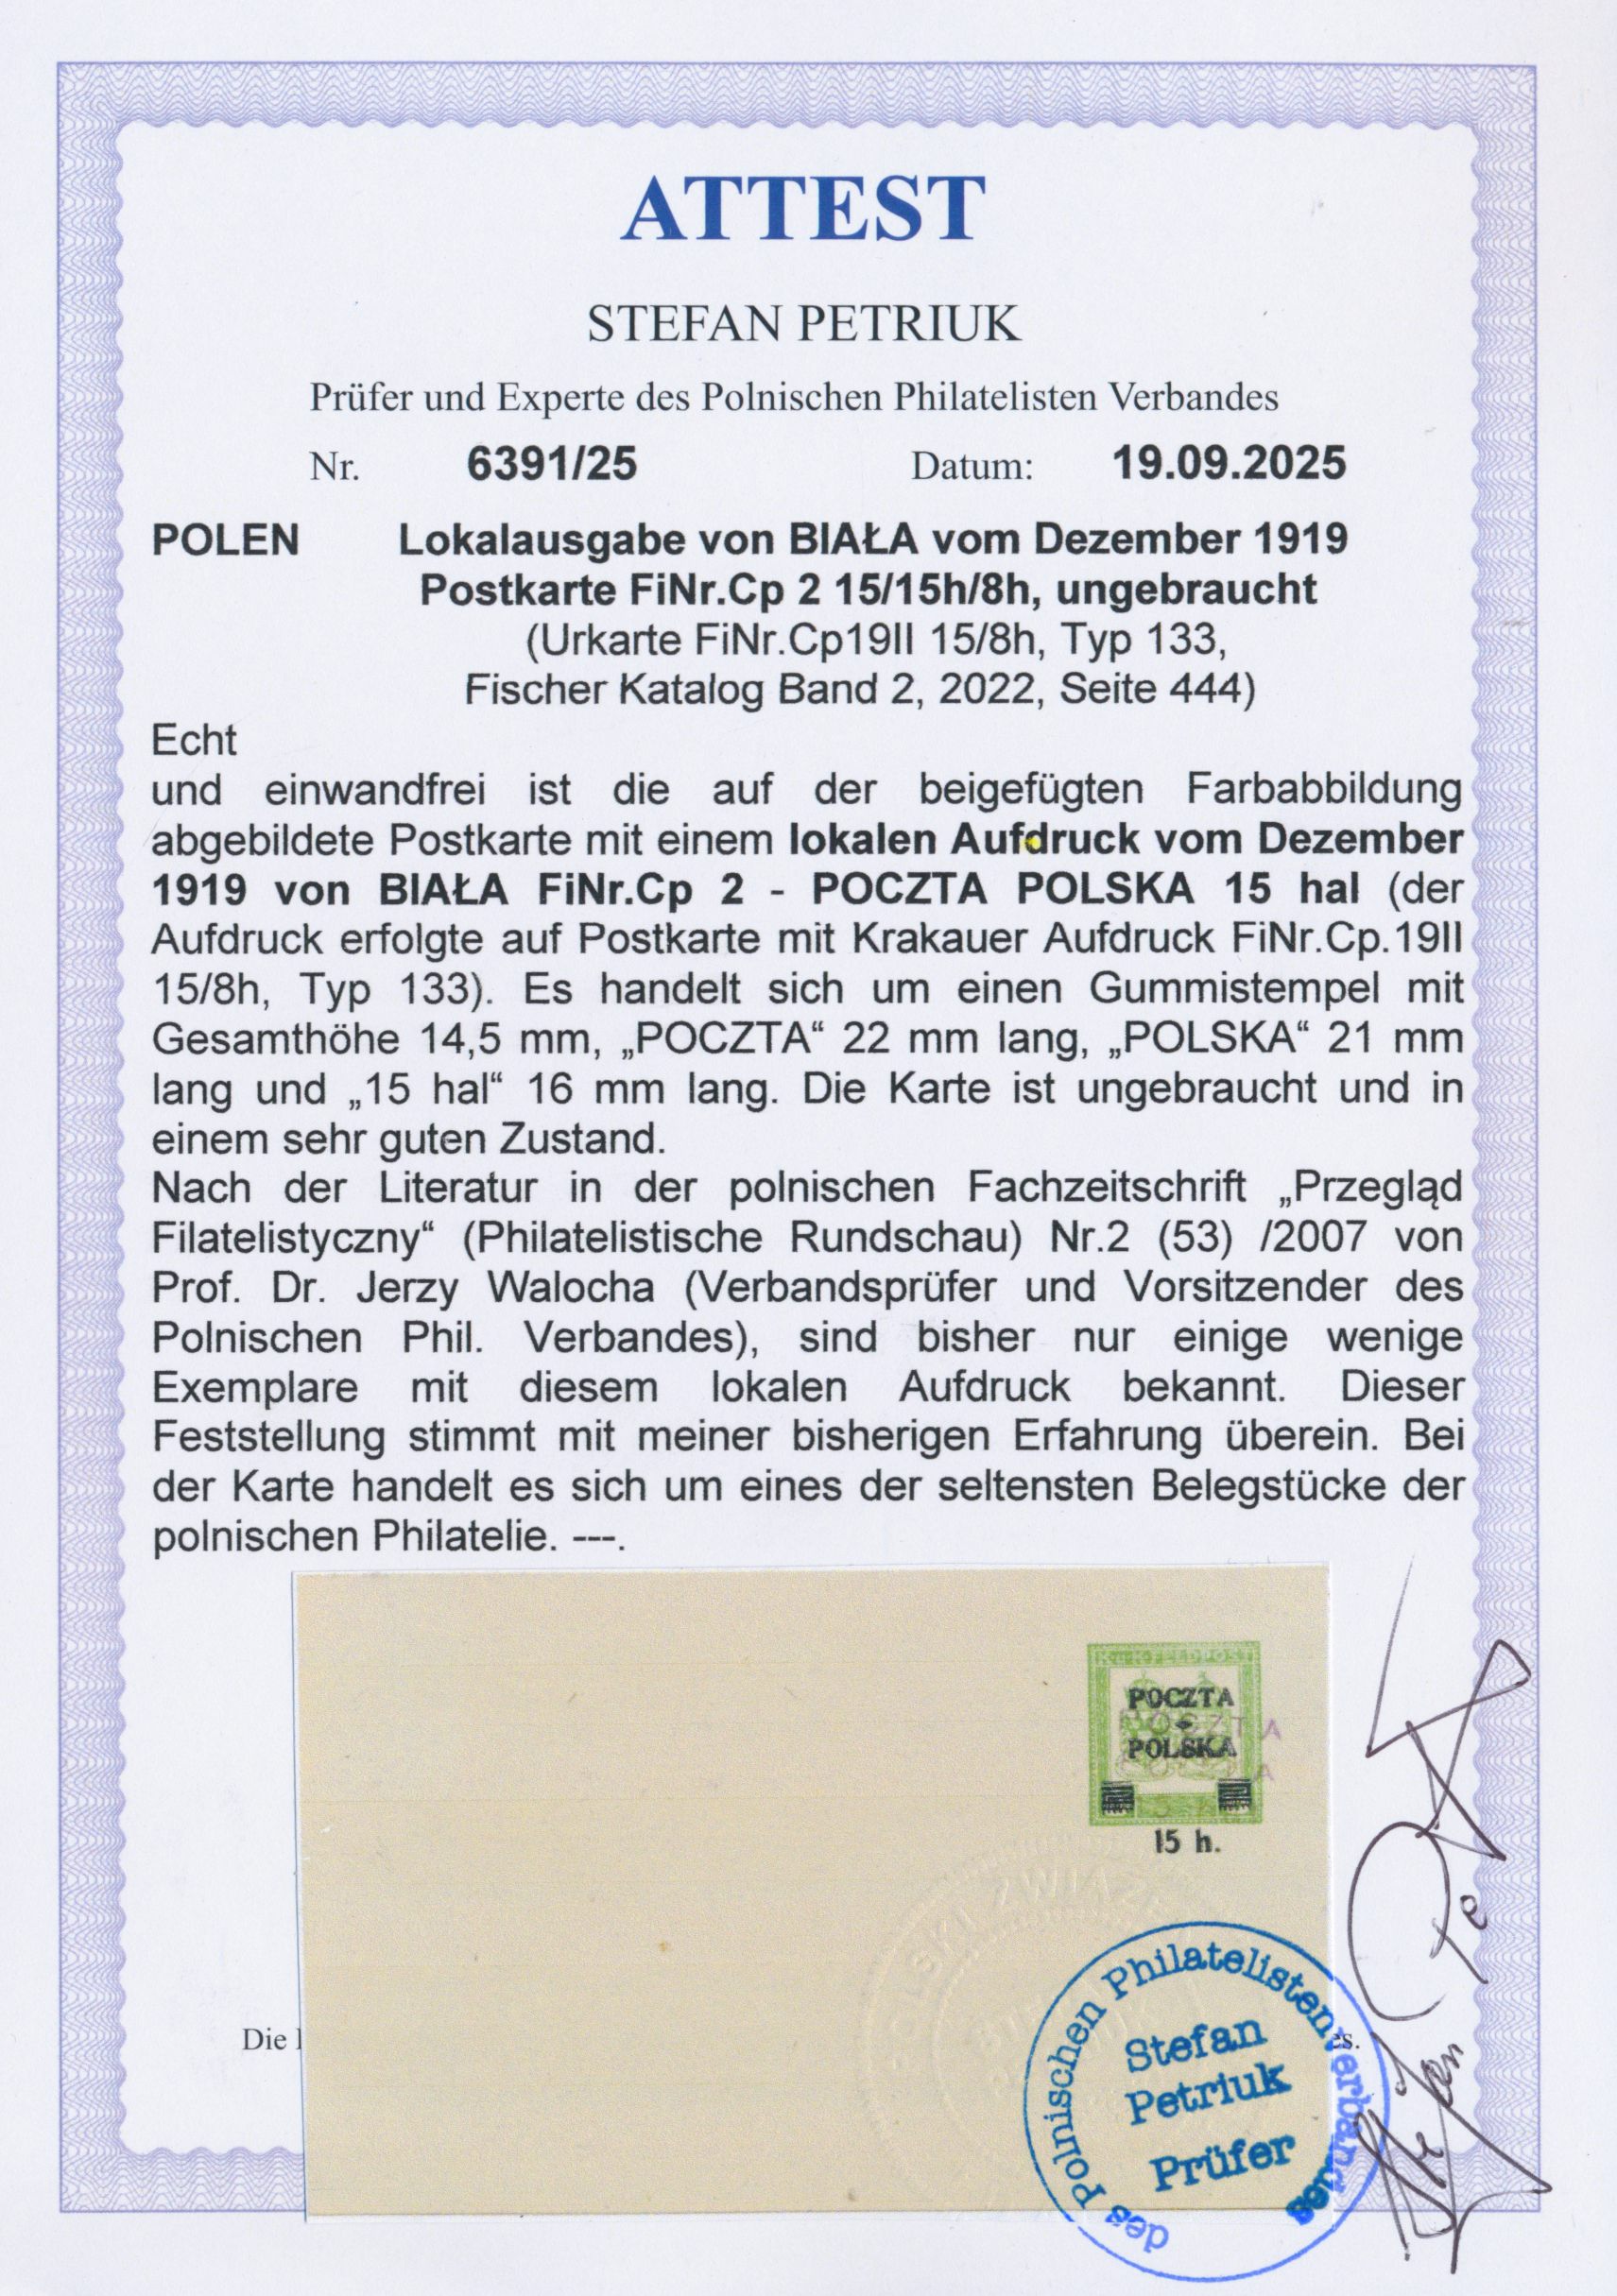 ATTEST
STEFAN PETRIUK
Prüfer und Experte des Polnischen Philatelisten Verbandes
Nr. 6391/25 Datum: 19.09.2025
POLEN Lokalausgabe von BIAŁA vom Dezember 1919
Postkarte FiNr.Cp 2 15/15h/8h, ungebraucht
(Urkarte FiNr.Cp19II 15/8h, Typ 133,
Fischer Katalog Band 2, 2022, Seite 444)
Echt
und einwandfrei ist die auf der beigefügten Farbabbildung
abgebildete Postkarte mit einem lokalen Aufdruck vom Dezember
1919 von BIAŁA FiNr.Cp 2 - POCZTA POLSKA 15 hal (der
Aufdruck erfolgte auf Postkarte mit Krakauer Aufdruck FiNr.Cp.19II
15/8h, Typ 133). Es handelt sich um einen Gummistempel mit
Gesamthöhe 14,5 mm, „POCZTA“ 22 mm lang, „POLSKA“ 21 mm
lang und „15 hal“ 16 mm lang. Die Karte ist ungebraucht und in
einem sehr guten Zustand.
Nach der Literatur in der polnischen Fachzeitschrift „Przegląd
Filatelistyczny“ (Philatelistische Rundschau) Nr.2 (53) /2007 von
Prof. Dr. Jerzy Walocha (Verbandsprüfer und Vorsitzender des
Polnischen Phil. Verbandes), sind bisher nur einige wenige
Exemplare mit diesem lokalen Aufdruck bekannt. Dieser
Feststellung stimmt mit meiner bisherigen Erfahrung überein. Bei
der Karte handelt es sich um eines der seltensten Belegstücke der
polnischen Philatelie. ---.
K.u.K. FELDPOST
POCZTA
POCZTA
POLSKA
15 h.
POLSKI ZWIĄZE
des Polnischen Philatelistenverbandes
Stefan
Petriuk
Prüfer
Die
Stefan Petriuk